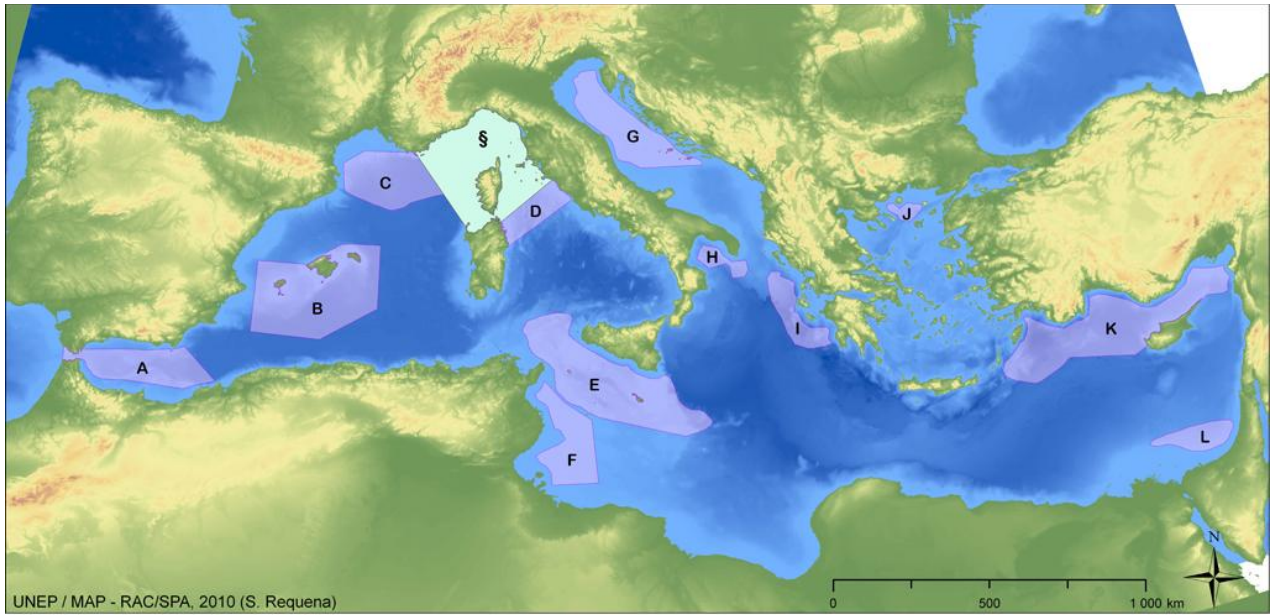 §
G
C
D
J
H
B
I
K
A
E
L
F
N
UNEP / MAP - RAC/SPA, 2010 (S. Requena)
0 500 1 000 km